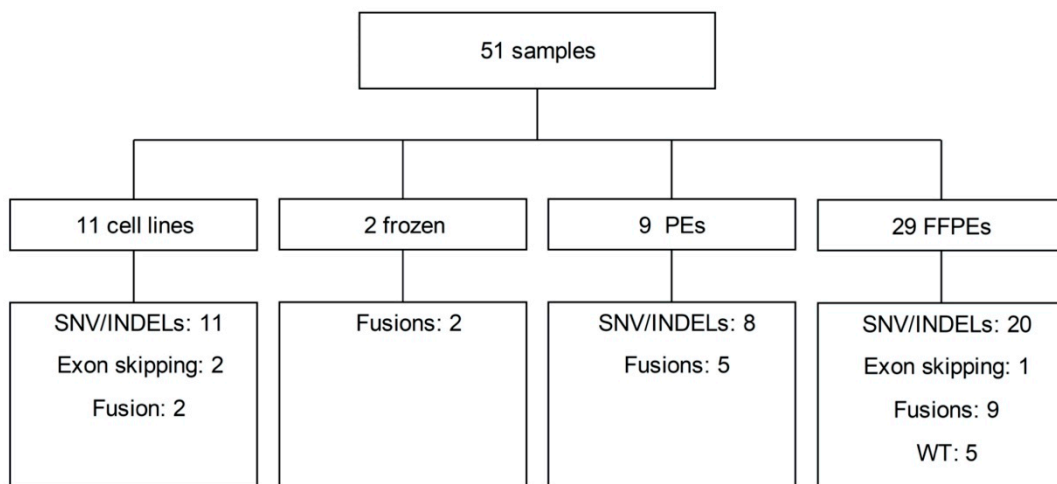 51 samples
11 cell lines
2 frozen
9 PEs
29 FFPEs
SNV/INDELs: 11
Exon skipping: 2
Fusion: 2
Fusions: 2
SNV/INDELs: 8
Fusions: 5
SNV/INDELs: 20
Exon skipping: 1
Fusions: 9
WT: 5